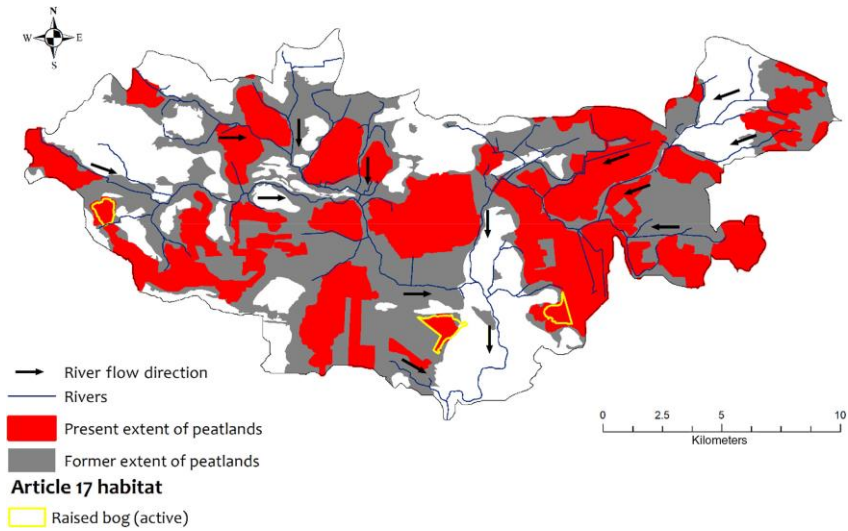 N
W E
S
River flow direction
Rivers
Present extent of peatlands
Former extent of peatlands
Article 17 habitat
Raised bog (active)
0 2.5 5 10
Kilometers